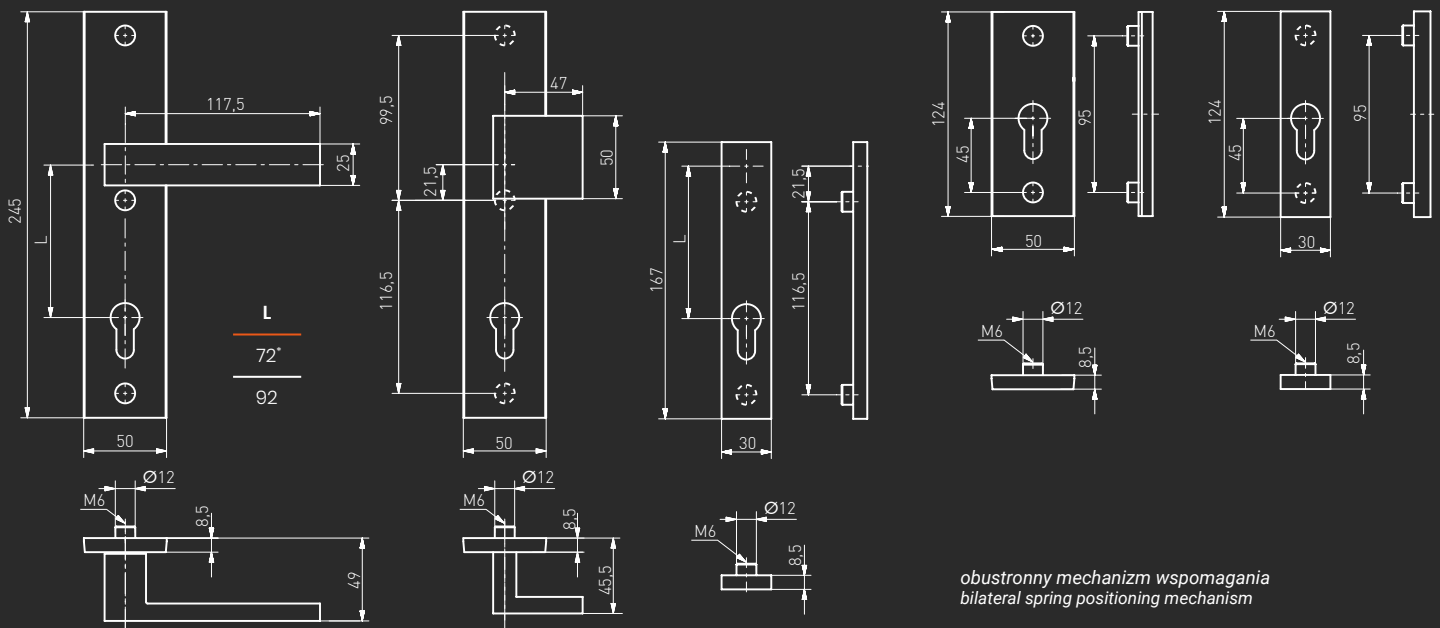 117,5
25
245
L
50
L
72*
92
99,5
47
50
21,5
116,5
50
21,5
L
167
116,5
30
124
45
95
50
124
45
95
30
M6
Ø12
8,5
M6
Ø12
8,5
M6
Ø12
8,5
49
M6
Ø12
8,5
45,5
M6
Ø12
8,5
obustronny mechanizm wspomagania
bilateral spring positioning mechanism